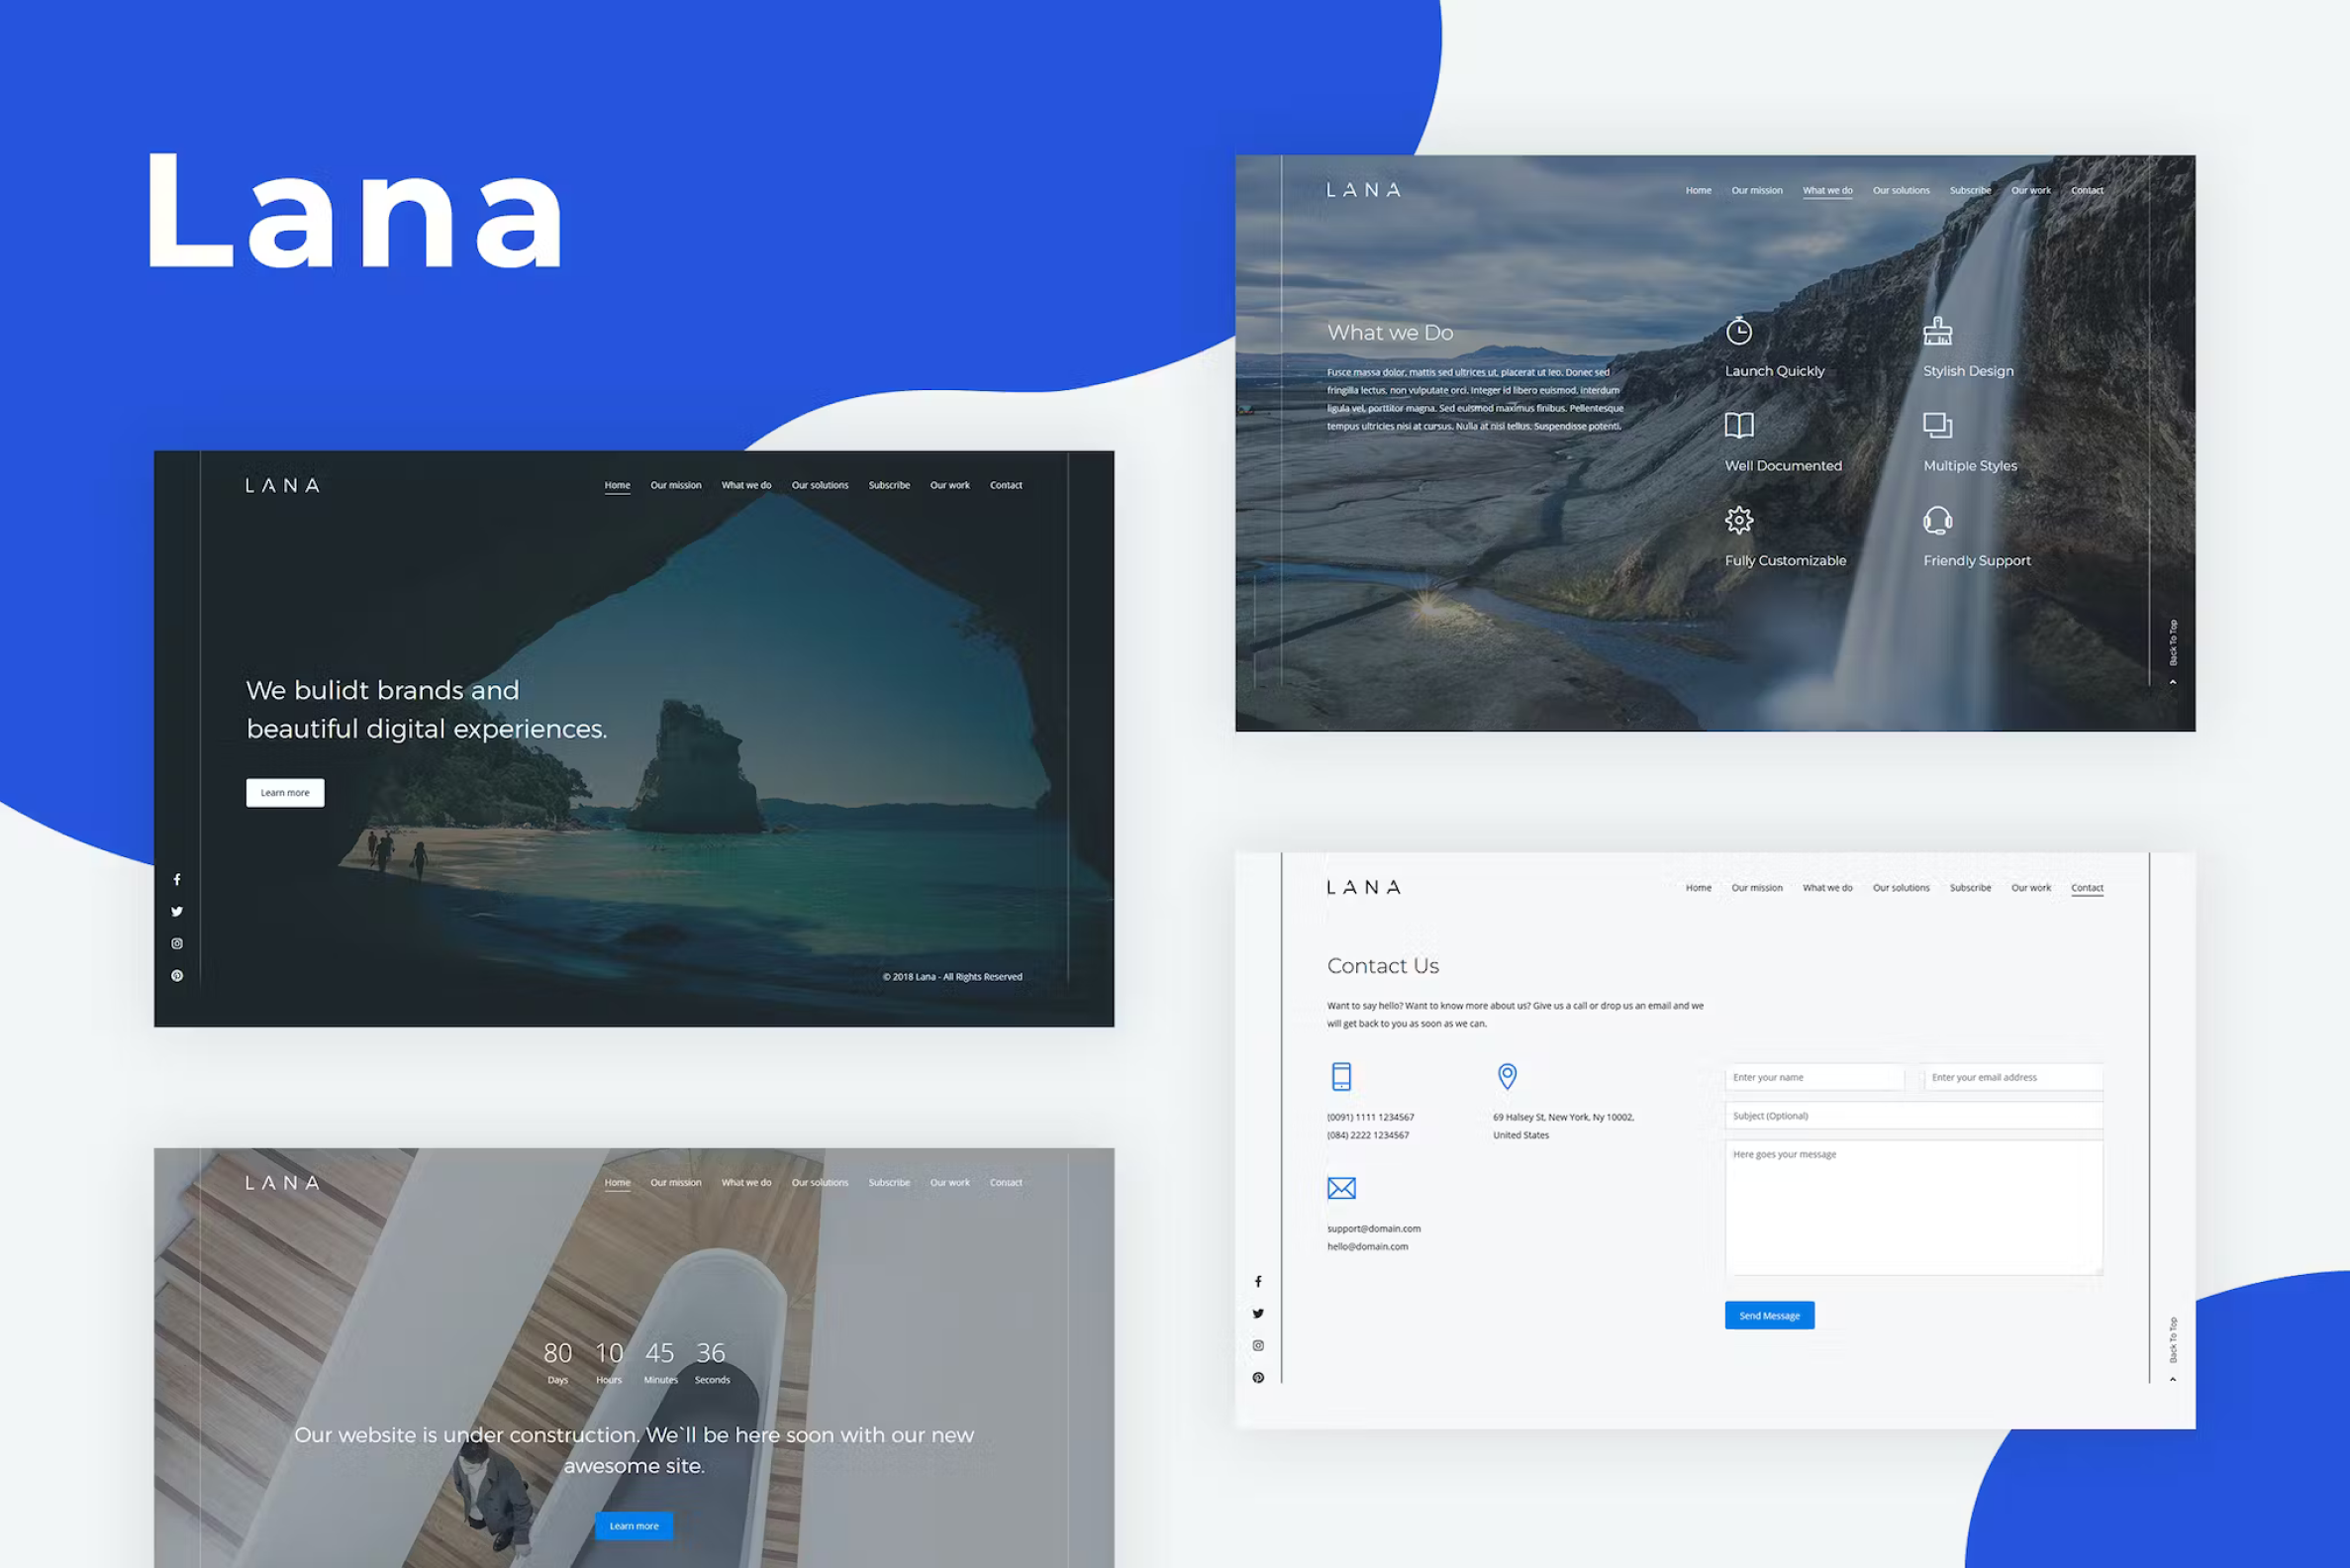 Lana
LANA
Home Our mission What we do Our solutions Subscribe Our work Contact
We bulidt brands and
beautiful digital experiences.
Learn more
© 2018 Lana - All Rights Reserved
LANA
Home Our mission What we do Our solutions Subscribe Our work Contact
80 10 45 36
Days Hours Minutes Seconds
Our website is under construction. We`ll be here soon with our new
awesome site.
Learn more
LANA
Home Our mission What we do Our solutions Subscribe Our work Contact
What we Do
Fusce massa dolor, mattis sed ultrices ut, placerat ut leo. Donec sed
fringilla lectus, non vulputate orci. Integer id libero euismod, interdum
ligula vel, porttitor magna. Sed euismod maximus finibus. Pellentesque
tempus ultricies nisi at cursus. Nulla at nisi tellus. Suspendisse potenti.
Launch Quickly
Stylish Design
Well Documented
Multiple Styles
Fully Customizable
Friendly Support
Back To Top
LANA
Home Our mission What we do Our solutions Subscribe Our work Contact
Contact Us
Want to say hello? Want to know more about us? Give us a call or drop us an email and we
will get back to you as soon as we can.
(0091) 1111 1234567
(084) 2222 1234567
69 Halsey St, New York, Ny 10002,
United States
support@domain.com
hello@domain.com
Enter your name
Enter your email address
Subject (Optional)
Here goes your message
Send Message
Back To Top